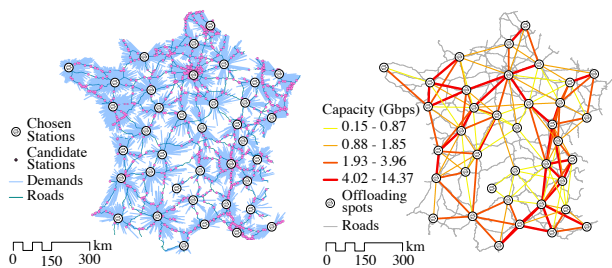 Chosen
Stations
Candidate
Stations
Demands
Roads
0 300 km
150
Capacity (Gbps)
0.15 - 0.87
0.88 - 1.85
1.93 - 3.96
4.02 - 14.37
Offloading
spots
Roads
0 300 km
150